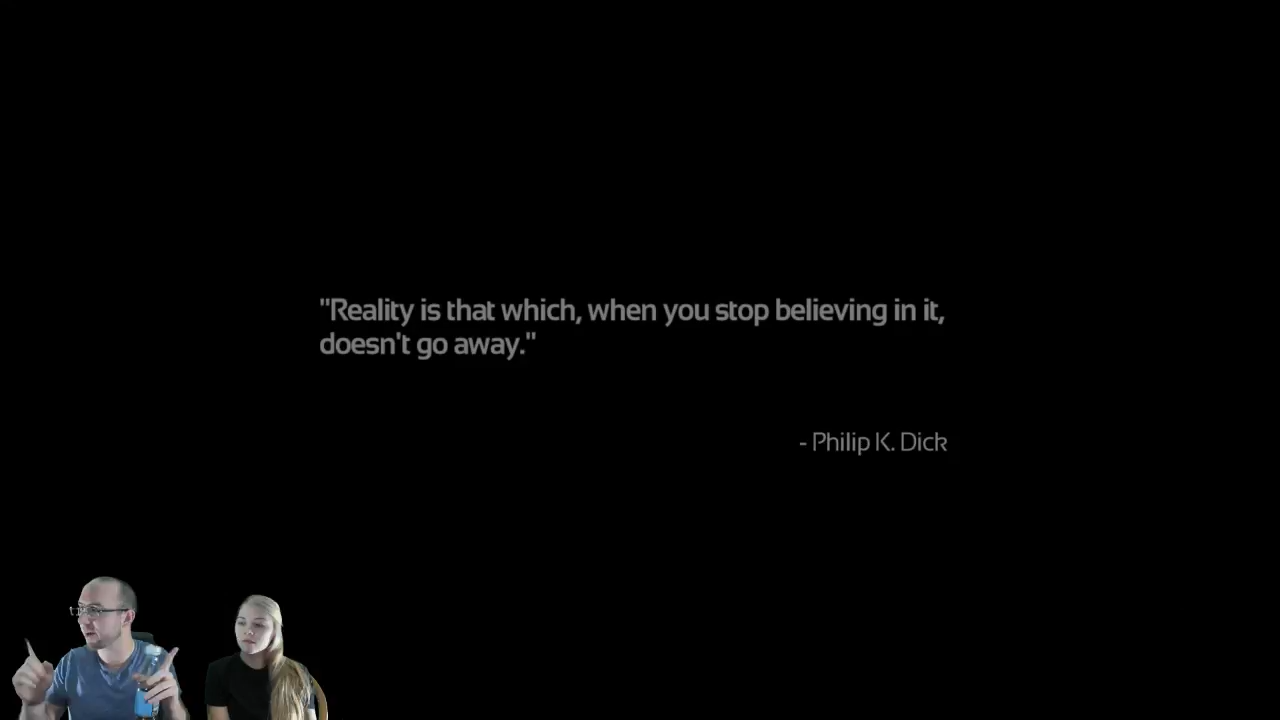 "Reality is that which, when you stop believing in it,
doesn't go away."
- Philip K. Dick